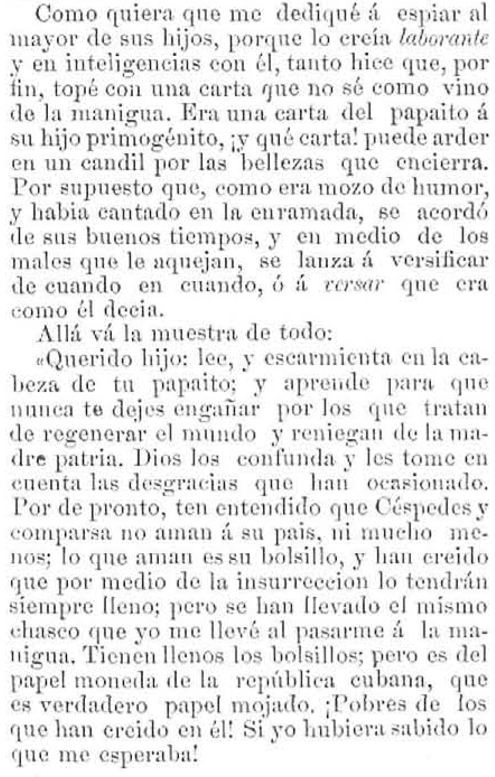 Como quiera que me dediqué á espiar al
mayor de sus hijos, porque lo creía laborante
y en inteligencias con él, tanto hice que, por
fin, topé con una carta que no sé como vino
de la manigua. Era una carta del papaito á
su hijo primogénito, ¡y qué carta! puede arder
en un candil por las bellezas que encierra.
Por supuesto que, como era mozo de humor,
y habia cantado en la enramada, se acordó
de sus buenos tiempos, y en medio de los
males que le aquejan, se lanza á versificar
de cuando en cuando, ó á versar que era
como él decia.
Allá vá la muestra de todo:
«Querido hijo: lee, y escarmienta en la ca-
beza de tu papaito; y aprende para que
nunca te dejes engañar por los que tratan
de regenerar el mundo y reniegan de la ma-
dre patria. Dios los confunda y les tome en
cuenta las desgracias que han ocasionado.
Por de pronto, ten entendido que Céspedes y
comparsa no aman á su pais, ni mucho me-
nos; lo que aman es su bolsillo, y han creido
que por medio de la insurreccion lo tendrán
siempre lleno; pero se han llevado el mismo
chasco que yo me llevé al pasarme á la ma-
nigua. Tienen llenos los bolsillos; pero es del
papel moneda de la república cubana, que
es verdadero papel mojado. ¡Pobres de los
que han creido en él! Si yo hubiera sabido lo
que me esperaba!